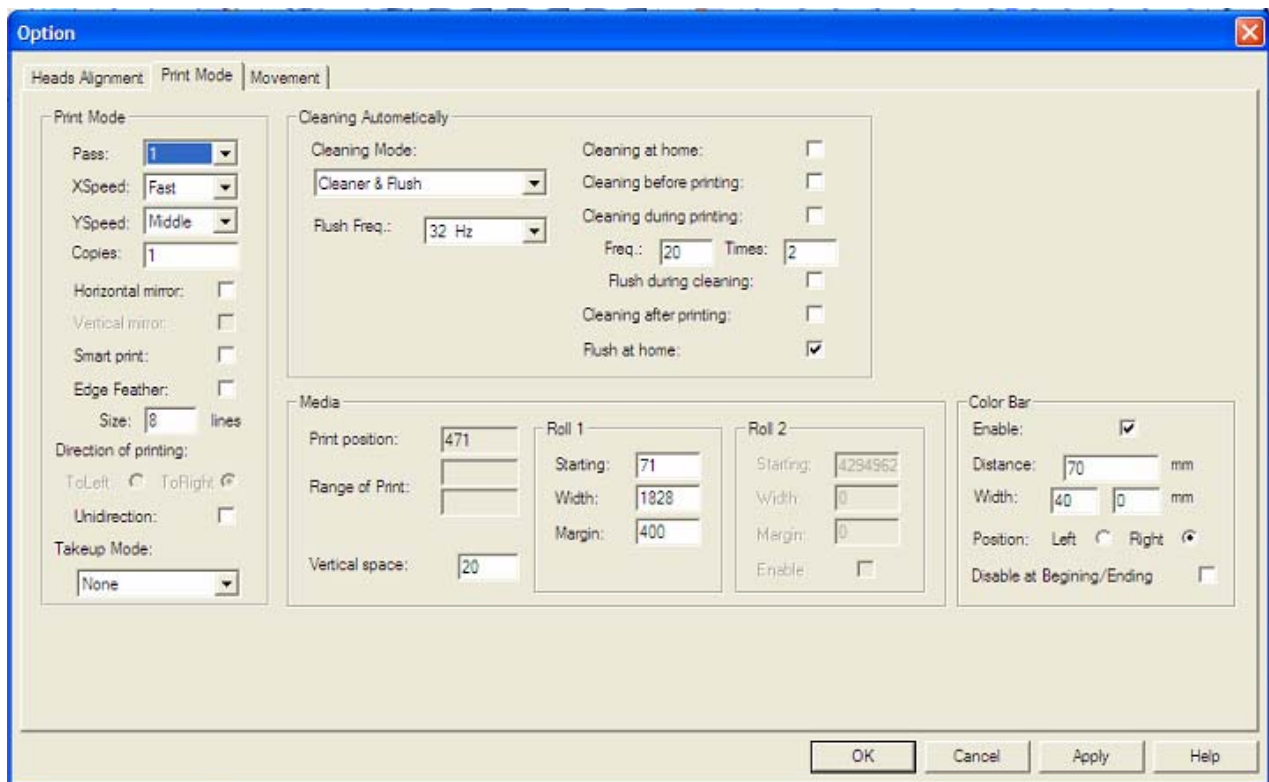 Option
Heads Alignment Print Mode Movement
Print Mode
Pass: 1
XSpeed: Fast
YSpeed: Middle
Copies: 1
Horizontal mirror:
Vertical mirror:
Smart print:
Edge Feather:
Size: 8 lines
Direction of printing:
ToLeft ToRight
Unidirection:
Takeup Mode:
None
Cleaning Autometically
Cleaning Mode:
Cleaner & Flush
Flush Freq.: 32 Hz
Cleaning at home:
Cleaning before printing:
Cleaning during printing:
Freq.: 20 Times: 2
Flush during cleaning:
Cleaning after printing:
Flush at home:
Media
Print position: 471
Range of Print:
Vertical space: 20
Roll 1
Starting: 71
Width: 1828
Margin: 400
Roll 2
Starting: 4294962
Width: 0
Margin: 0
Enable
Color Bar
Enable:
Distance: 70 mm
Width: 40 0 mm
Position: Left Right
Disable at Begining/Ending
OK Cancel Apply Help